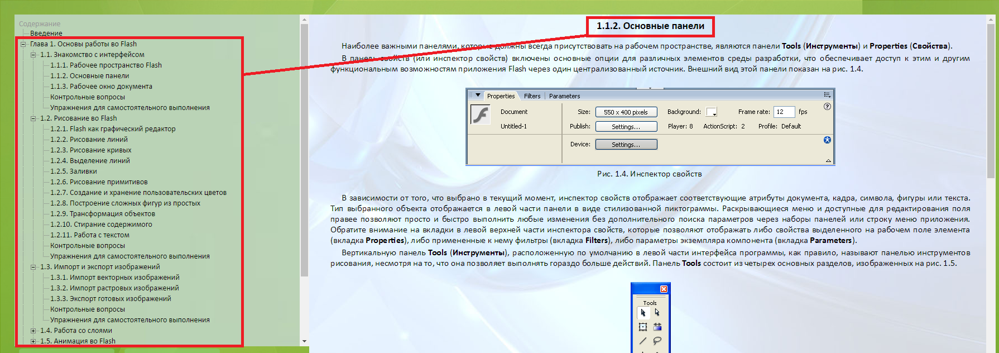 Содержание
Введение
Глава 1. Основы работы во Flash
1.1. Знакомство с интерфейсом
1.1.1. Рабочее пространство Flash
1.1.2. Основные панели
1.1.3. Рабочее окно документа
Контрольные вопросы
Упражнения для самостоятельного выполнения
1.2. Рисование во Flash
1.2.1. Flash как графический редактор
1.2.2. Рисование линий
1.2.3. Рисование кривых
1.2.4. Выделение линий
1.2.5. Заливки
1.2.6. Рисование примитивов
1.2.7. Создание и хранение пользовательских цветов
1.2.8. Построение сложных фигур из простых
1.2.9. Трансформация объектов
1.2.10. Стирание содержимого
1.2.11. Работа с текстом
Контрольные вопросы
Упражнения для самостоятельного выполнения
1.3. Импорт и экспорт изображений
1.3.1. Импорт векторных изображений
1.3.2. Импорт растровых изображений
1.3.3. Экспорт готовых изображений
Контрольные вопросы
Упражнения для самостоятельного выполнения
1.4. Работа со слоями
1.5. Анимация во Flash
1.1.2. Основные панели
Наиболее важными панелями, которые должны всегда присутствовать на рабочем пространстве, являются панели Tools (Инструменты) и Properties (Свойства).
В панель свойств (или инспектор свойств) включены основные опции для различных элементов среды разработки, что обеспечивает доступ к этим и другим
функциональным возможностям приложения Flash через один централизованный источник. Внешний вид этой панели показан на рис. 1.4.
Properties Filters Parameters
Document Size: 550 x 400 pixels Background: Frame rate: 12 fps
Untitled-1 Publish: Settings... Player: 8 ActionScript: 2 Profile: Default
Device: Settings...
Рис. 1.4. Инспектор свойств
В зависимости от того, что выбрано в текущий момент, инспектор свойств отображает соответствующие атрибуты документа, кадра, символа, фигуры или текста.
Тип выбранного объекта отображается в левой части панели в виде стилизованной пиктограммы. Раскрывающиеся меню и доступные для редактирования поля
правее позволяют просто и быстро выполнить любые изменения без дополнительного поиска параметров через наборы панелей или строку меню приложения.
Обратите внимание на вкладки в левой верхней части инспектора свойств, которые позволяют отображать либо свойства выделенного на рабочем поле элемента
(вкладка Properties), либо примененные к нему фильтры (вкладка Filters), либо параметры экземпляра компонента (вкладка Parameters).
Вертикальную панель Tools (Инструменты), расположенную по умолчанию в левой части интерфейса программы, как правило, называют панелью инструментов
рисования, несмотря на то, что она позволяет выполнять гораздо больше действий. Панель Tools состоит из четырех основных разделов, изображенных на рис. 1.5.
Tools